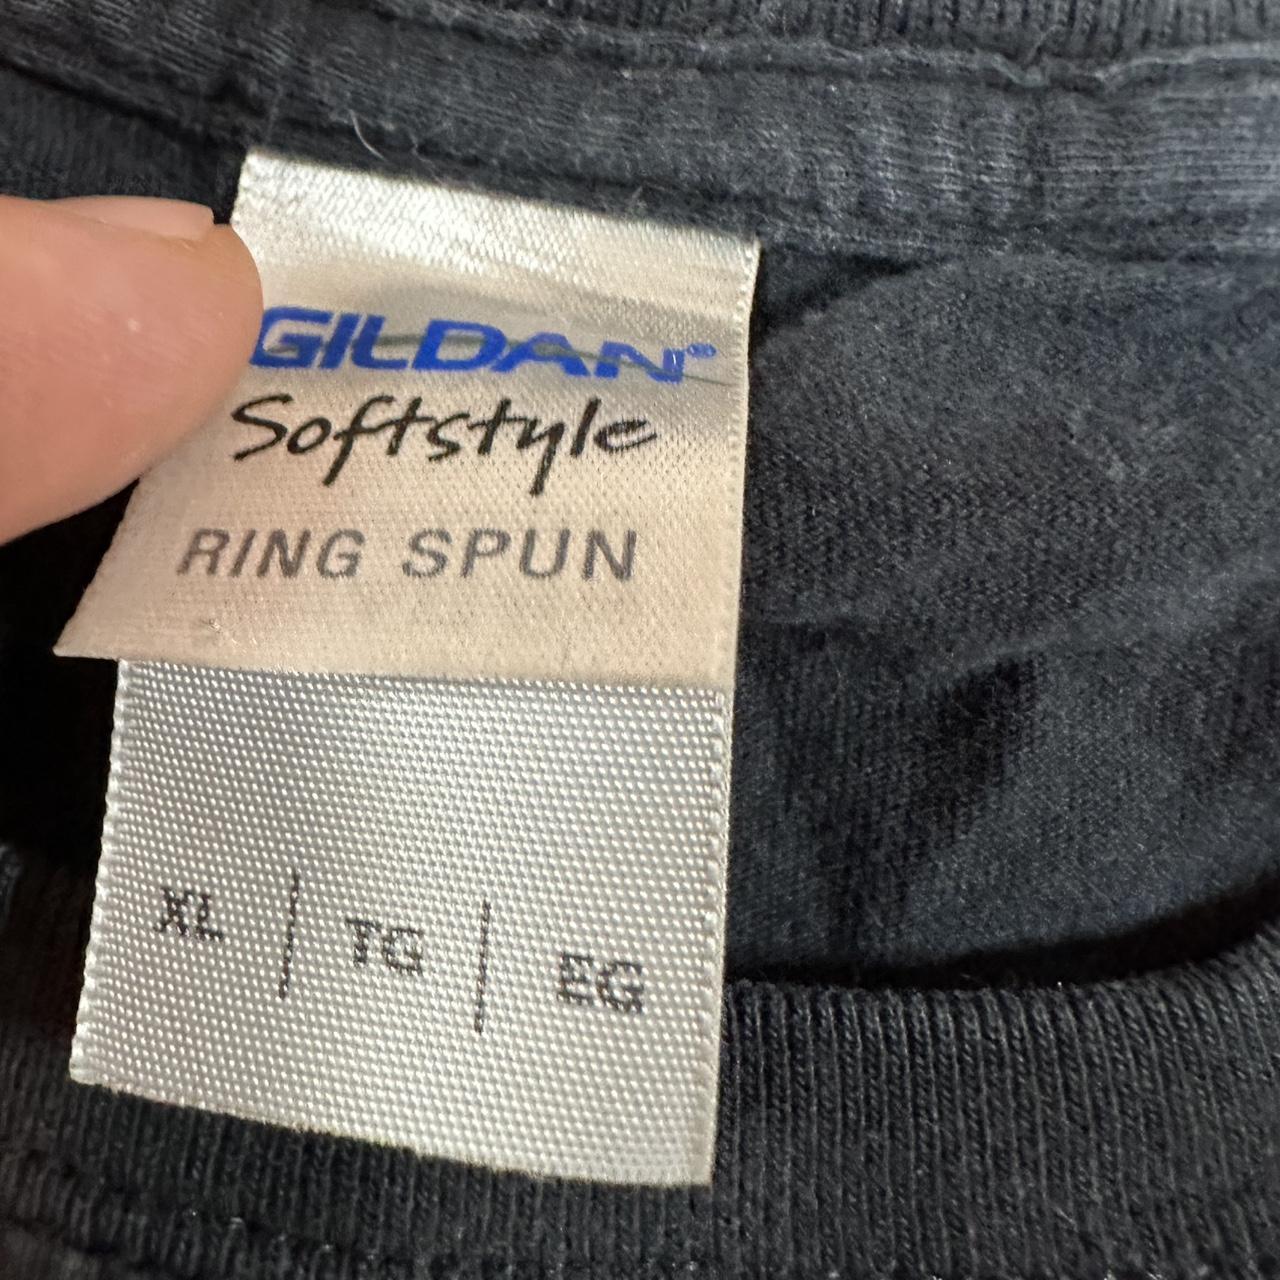 GILDAN®
Softstyle
RING SPUN
XL | TG | EG